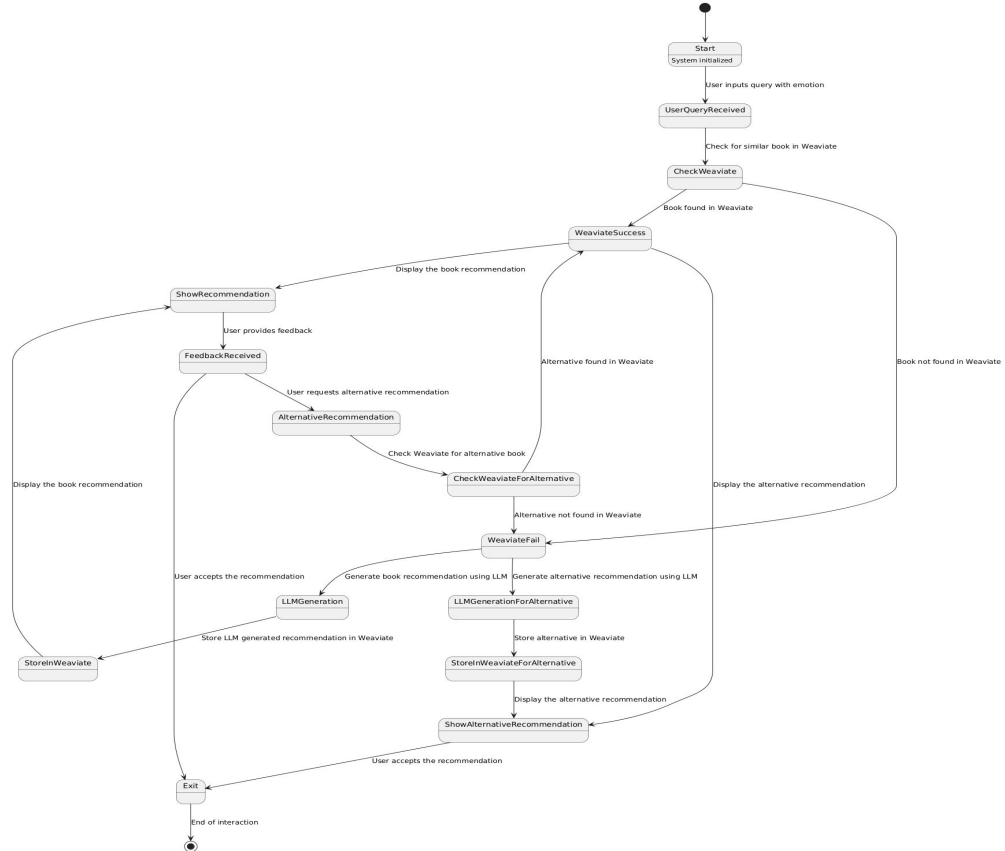 Start
System initialized
User inputs query with emotion
UserQueryReceived
Check for similar book in Weaviate
CheckWeaviate
Book found in Weaviate
WeaviateSuccess
Display the book recommendation
ShowRecommendation
User provides feedback
FeedbackReceived
Alternative found in Weaviate
Book not found in Weaviate
User requests alternative recommendation
AlternativeRecommendation
Check Weaviate for alternative book
CheckWeaviateForAlternative
Display the book recommendation
Display the alternative recommendation
Alternative not found in Weaviate
WeaviateFail
User accepts the recommendation
Generate book recommendation using LLM
Generate alternative recommendation using LLM
LLMGeneration
LLMGenerationForAlternative
Store LLM generated recommendation in Weaviate
Store alternative in Weaviate
StoreInWeaviate
StoreInWeaviateForAlternative
Display the alternative recommendation
ShowAlternativeRecommendation
User accepts the recommendation
Exit
End of interaction